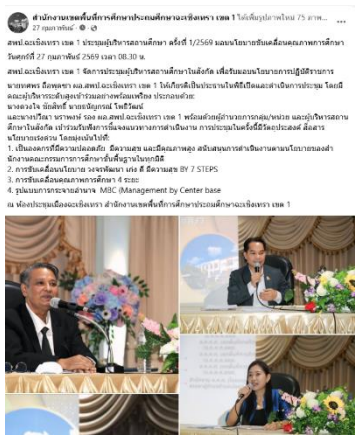 สำนักงานเขตพื้นที่การศึกษาประถมศึกษาฉะเชิงเทรา เขต 1 ได้เพิ่มรูปภาพใหม่ 75 ภาพ...
27 กุมภาพันธ์
สพป.ฉะเชิงเทรา เขต 1 ประชุมผู้บริหารสถานศึกษา ครั้งที่ 1/2569 มอบนโยบายขับเคลื่อนคุณภาพการศึกษา
วันศุกร์ที่ 27 กุมภาพันธ์ 2569 เวลา 08.30 น.
สพป.ฉะเชิงเทรา เขต 1 จัดการประชุมผู้บริหารสถานศึกษาในสังกัด เพื่อรับมอบนโยบายการปฏิบัติราชการ
นายทศพร ถือพุดซา ผอ.สพป.ฉะเชิงเทรา เขต 1 ให้เกียรติเป็นประธานในพิธีเปิดและดำเนินการประชุม โดยมี
คณะผู้บริหารระดับสูงเข้าร่วมอย่างพร้อมเพรียง ประกอบด้วย:
นางดวงใจ ชัยสิทธิ์ นายชนัญกรณ์ โพธิวัฒน์
และนางปวีณา นราพงษ์ รอง ผอ.สพป.ฉะเชิงเทรา เขต 1 พร้อมด้วยผู้อำนวยการกลุ่ม/หน่วย และผู้บริหารสถาน
ศึกษาในสังกัด เข้าร่วมรับฟังการชี้แจงแนวทางการดำเนินงาน การประชุมในครั้งนี้มีวัตถุประสงค์ สื่อสาร
นโยบายเร่งด่วน โดยมุ่งเน้นไปที่:
1. เป็นองคกรที่มีความปลอดภัย มีความสุข และมีคุณภาพสูง สนับสนุนการดำเนินงานตามนโยบายของสำ
นักงานคณะกรรมการการศึกษาขั้นพื้นฐานในทุกมิติ
2. การขับเคลื่อนนโยบาย วงจรพัฒนา เก่ง ดี มีความสุข BY 7 STEPS
3. การขับเคลื่อนคุณภาพการศึกษา 4 ระยะ
4. รูปแบบการกระจายอำนาจ MBC (Management by Center base
ณ ห้องประชุมเมืองฉะเชิงเทรา สำนักงานเขตพื้นที่การศึกษาประถมศึกษาฉะเชิงเทรา เขต 1